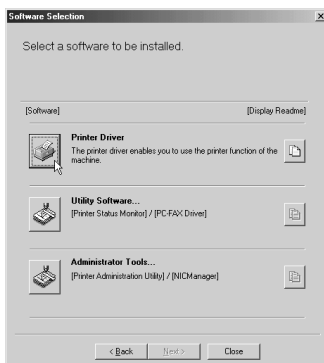 Software Selection
Select a software to be installed.
[Software] [Display Readme]
Printer Driver
The printer driver enables you to use the printer function of the
machine.
Utility Software...
[Printer Status Monitor] / [PC-FAX Driver]
Administrator Tools...
[Printer Administration Utility] / [NICManager]
< Back Next > Close